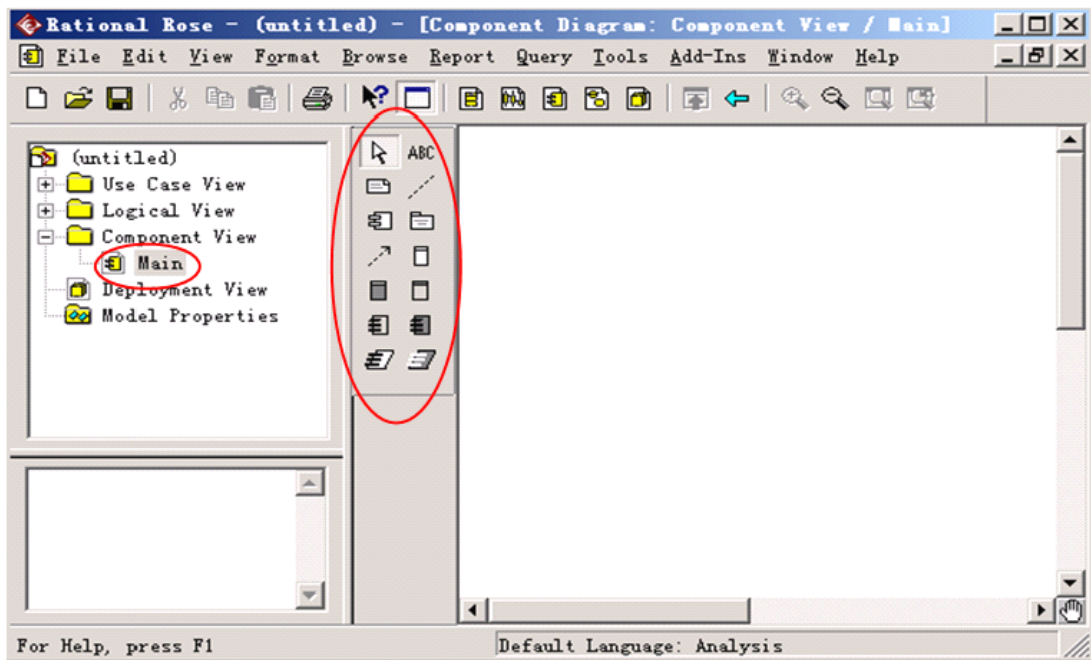 Rational Rose - (untitled) - [Component Diagram: Component View / Main]
File Edit View Format Browse Report Query Tools Add-Ins Window Help
ABC
(untitled)
Use Case View
Logical View
Component View
Main
Deployment View
Model Properties
For Help, press F1
Default Language: Analysis